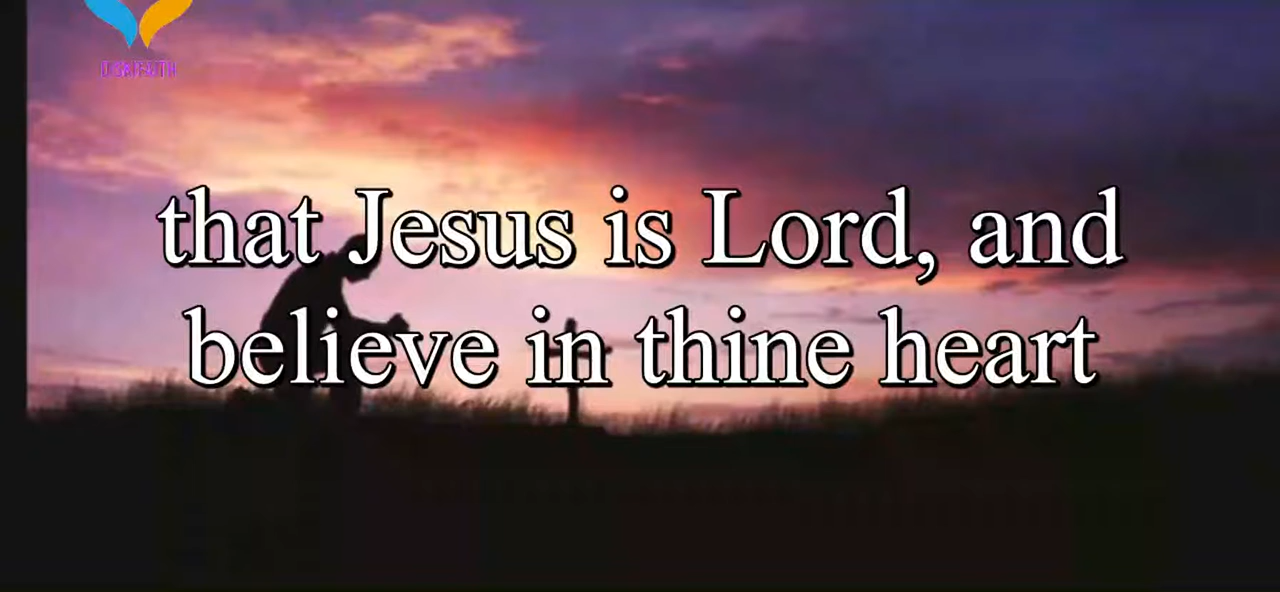 that Jesus is Lord, and
believe in thine heart